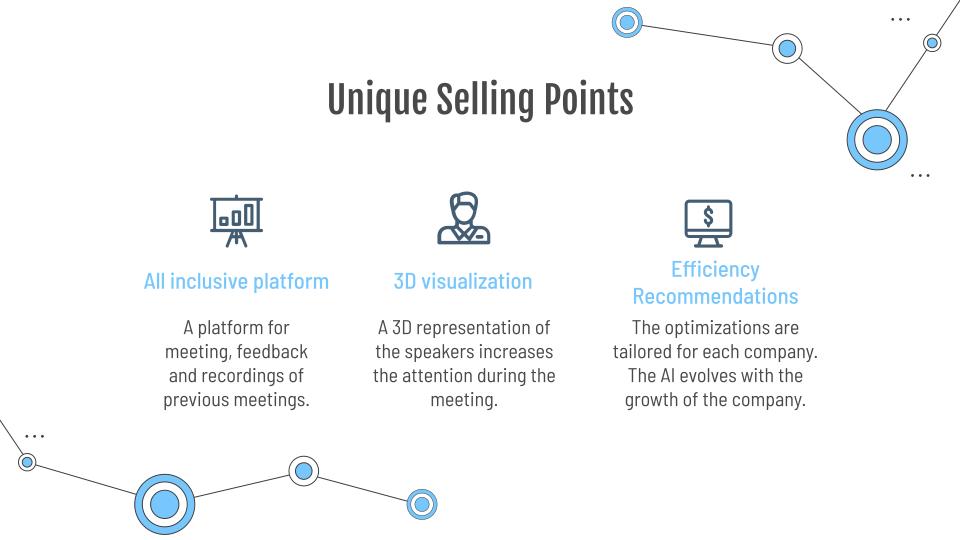 Unique Selling Points
$
All inclusive platform
A platform for
meeting, feedback
and recordings of
previous meetings.
3D visualization
A 3D representation of
the speakers increases
the attention during the
meeting.
Efficiency
Recommendations
The optimizations are
tailored for each company.
The AI evolves with the
growth of the company.